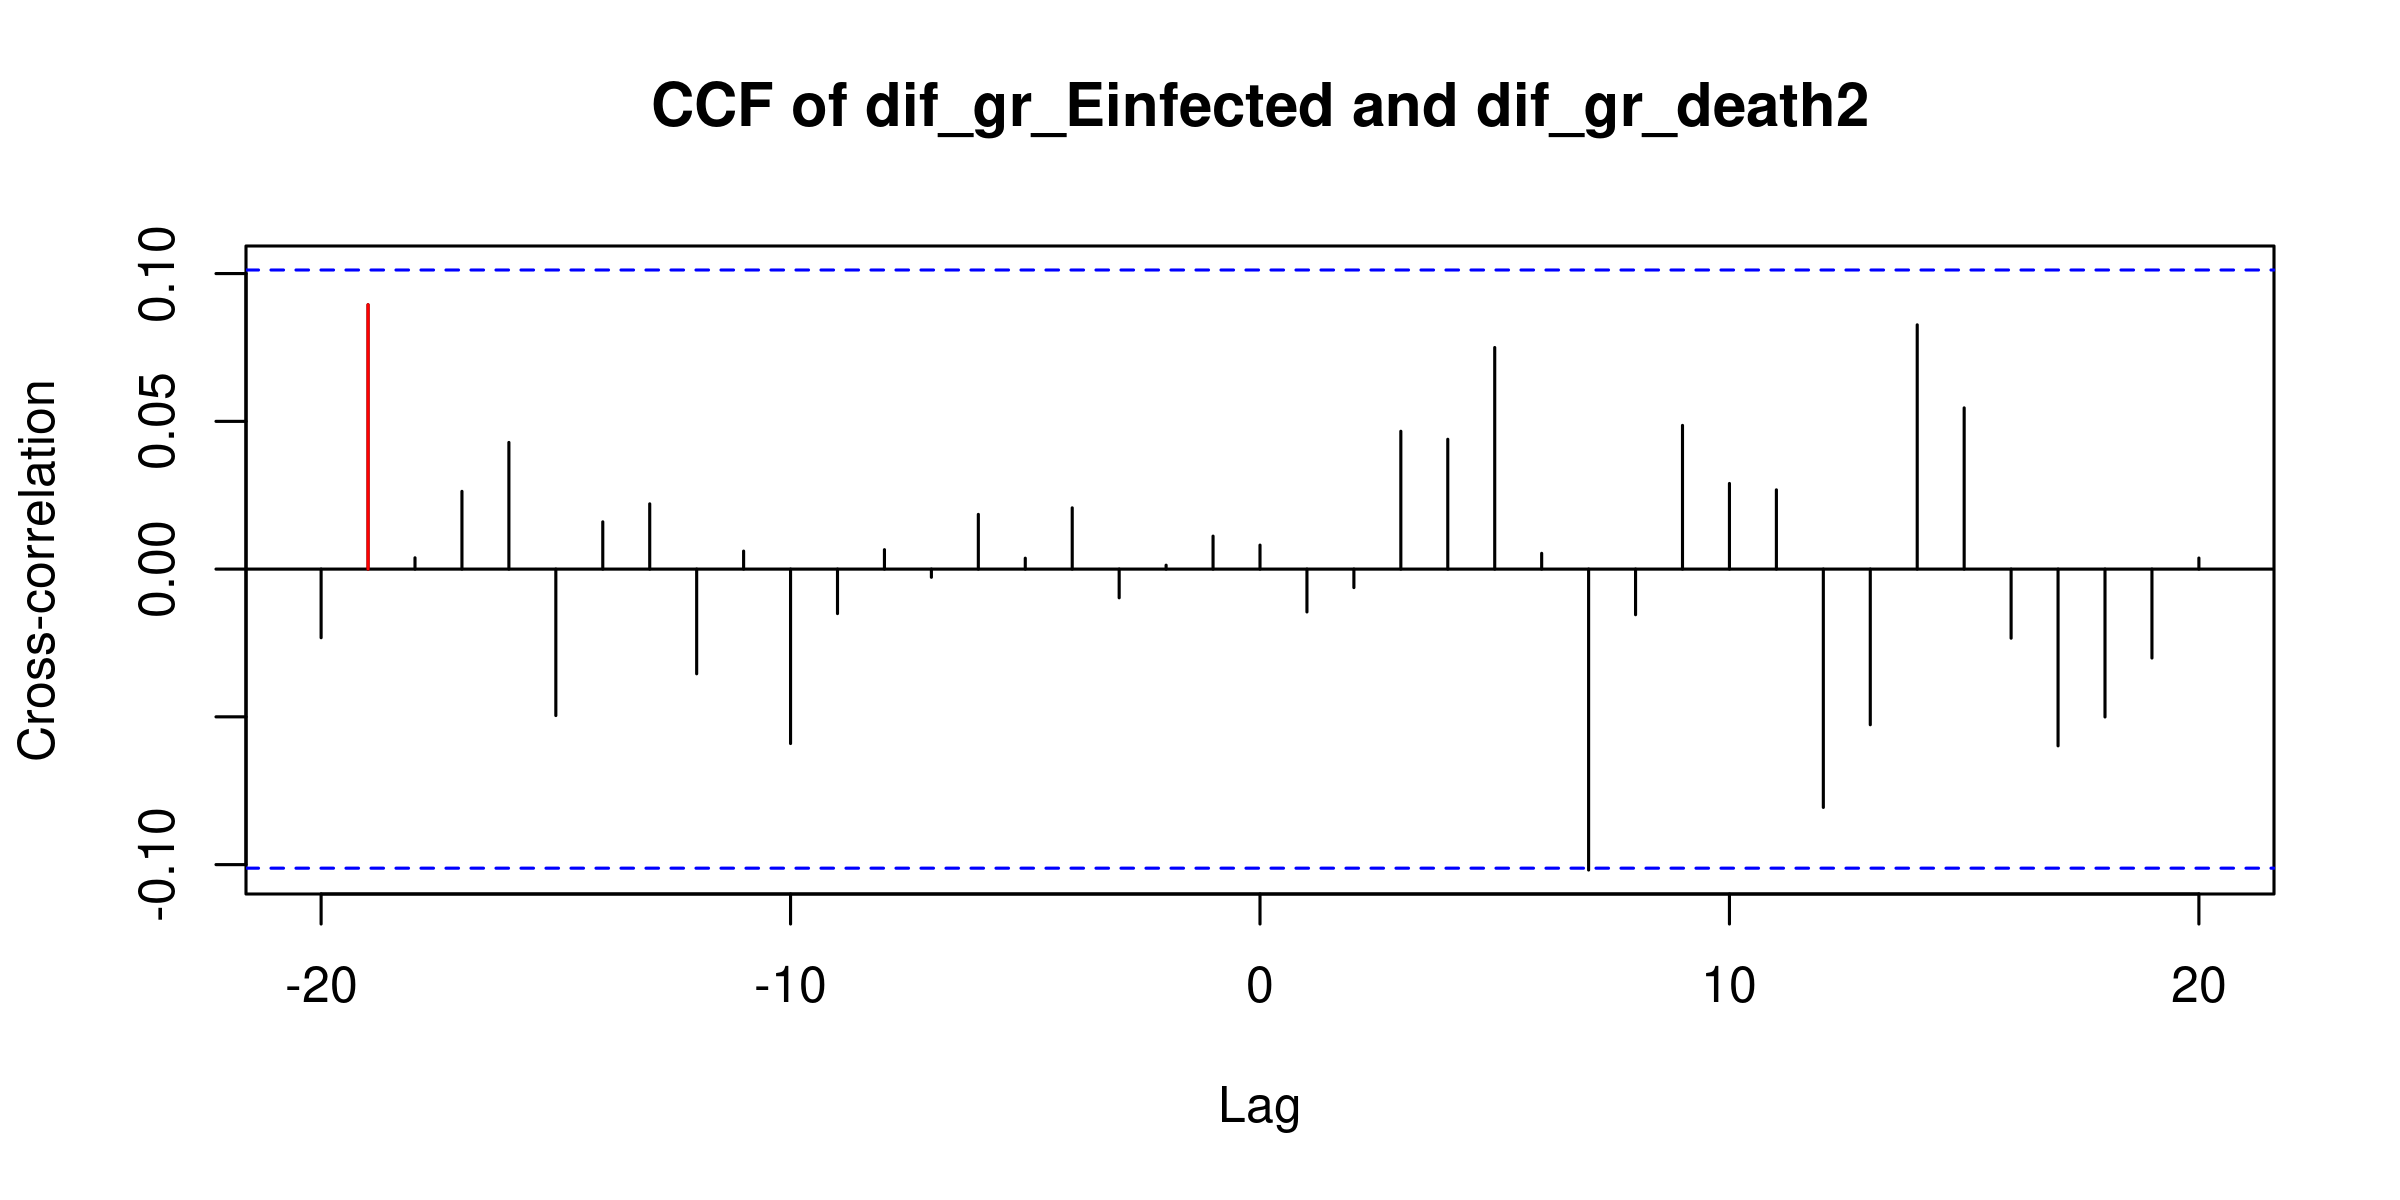 CCF of dif_gr_Einfected and dif_gr_death2
Cross-correlation
0.10
0.05
0.00
-0.10
-20 -10 0 10 20
Lag